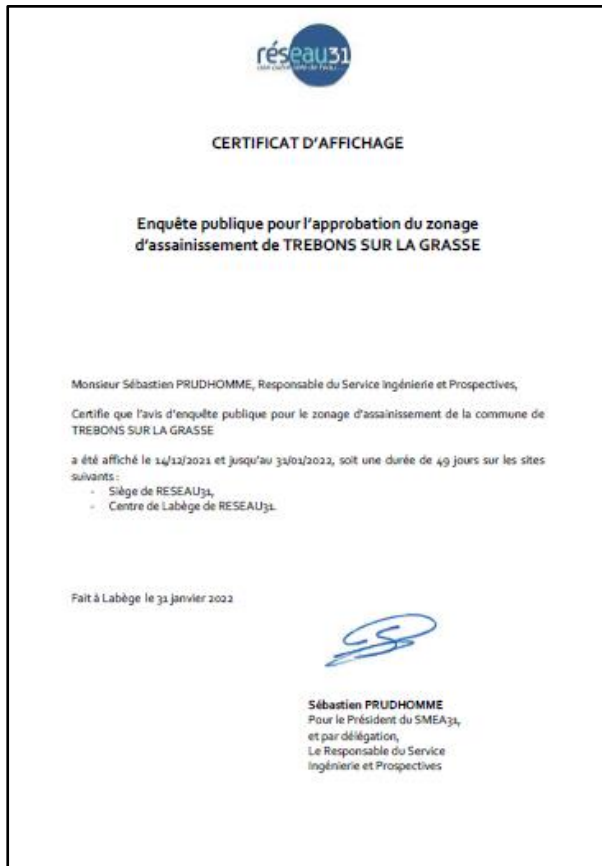 réseau31
CERTIFICAT D'AFFICHAGE
Enquête publique pour l'approbation du zonage
d'assainissement de TREBONS SUR LA GRASSE
Monsieur Sébastien PRUDHOMME, Responsable du Service Ingénierie et Prospectives,
Certifie que l'avis d'enquête publique pour le zonage d'assainissement de la commune de
TREBONS SUR LA GRASSE
a été affiché le 14/12/2021 et jusqu'au 31/01/2022, soit une durée de 49 jours sur les sites
suivants :
- Siège de RESEAU31,
- Centre de Labège de RESEAU31.
Fait à Labège le 31 janvier 2022
Sébastien PRUDHOMME
Pour le Président du SMEA31,
et par délégation,
Le Responsable du Service
Ingénierie et Prospectives